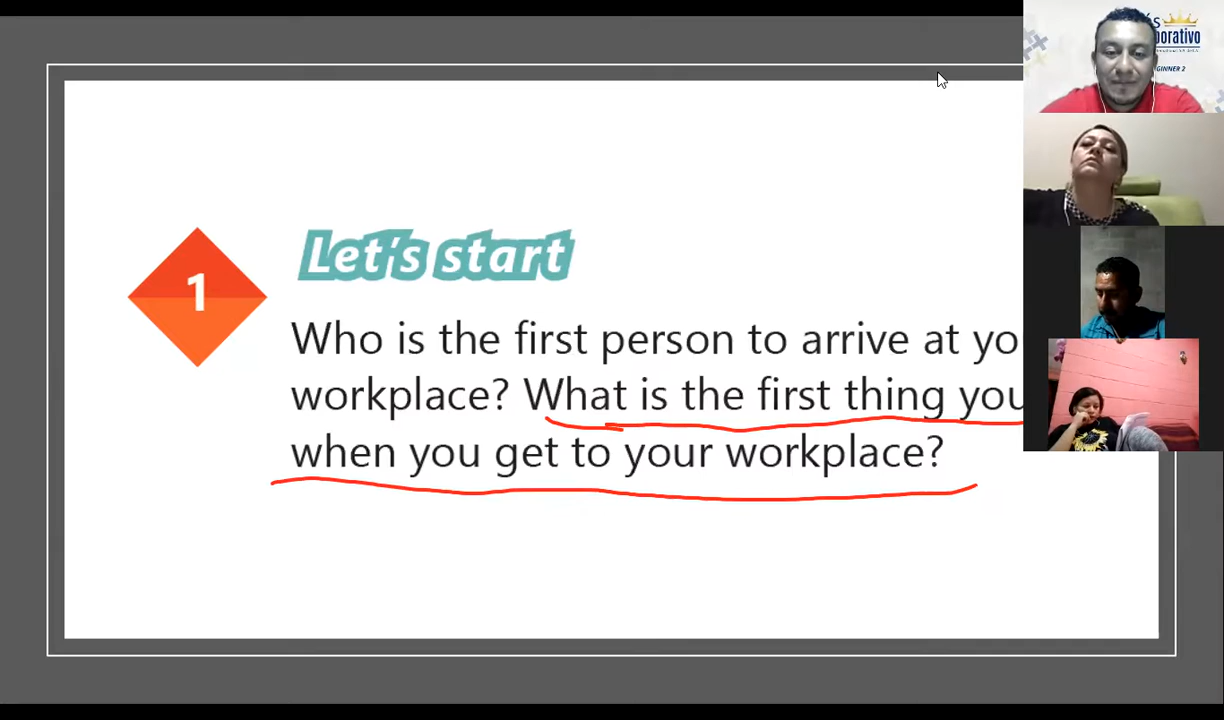 1
Let's start
Who is the first person to arrive at yo
workplace? What is the first thing you
when you get to your workplace?